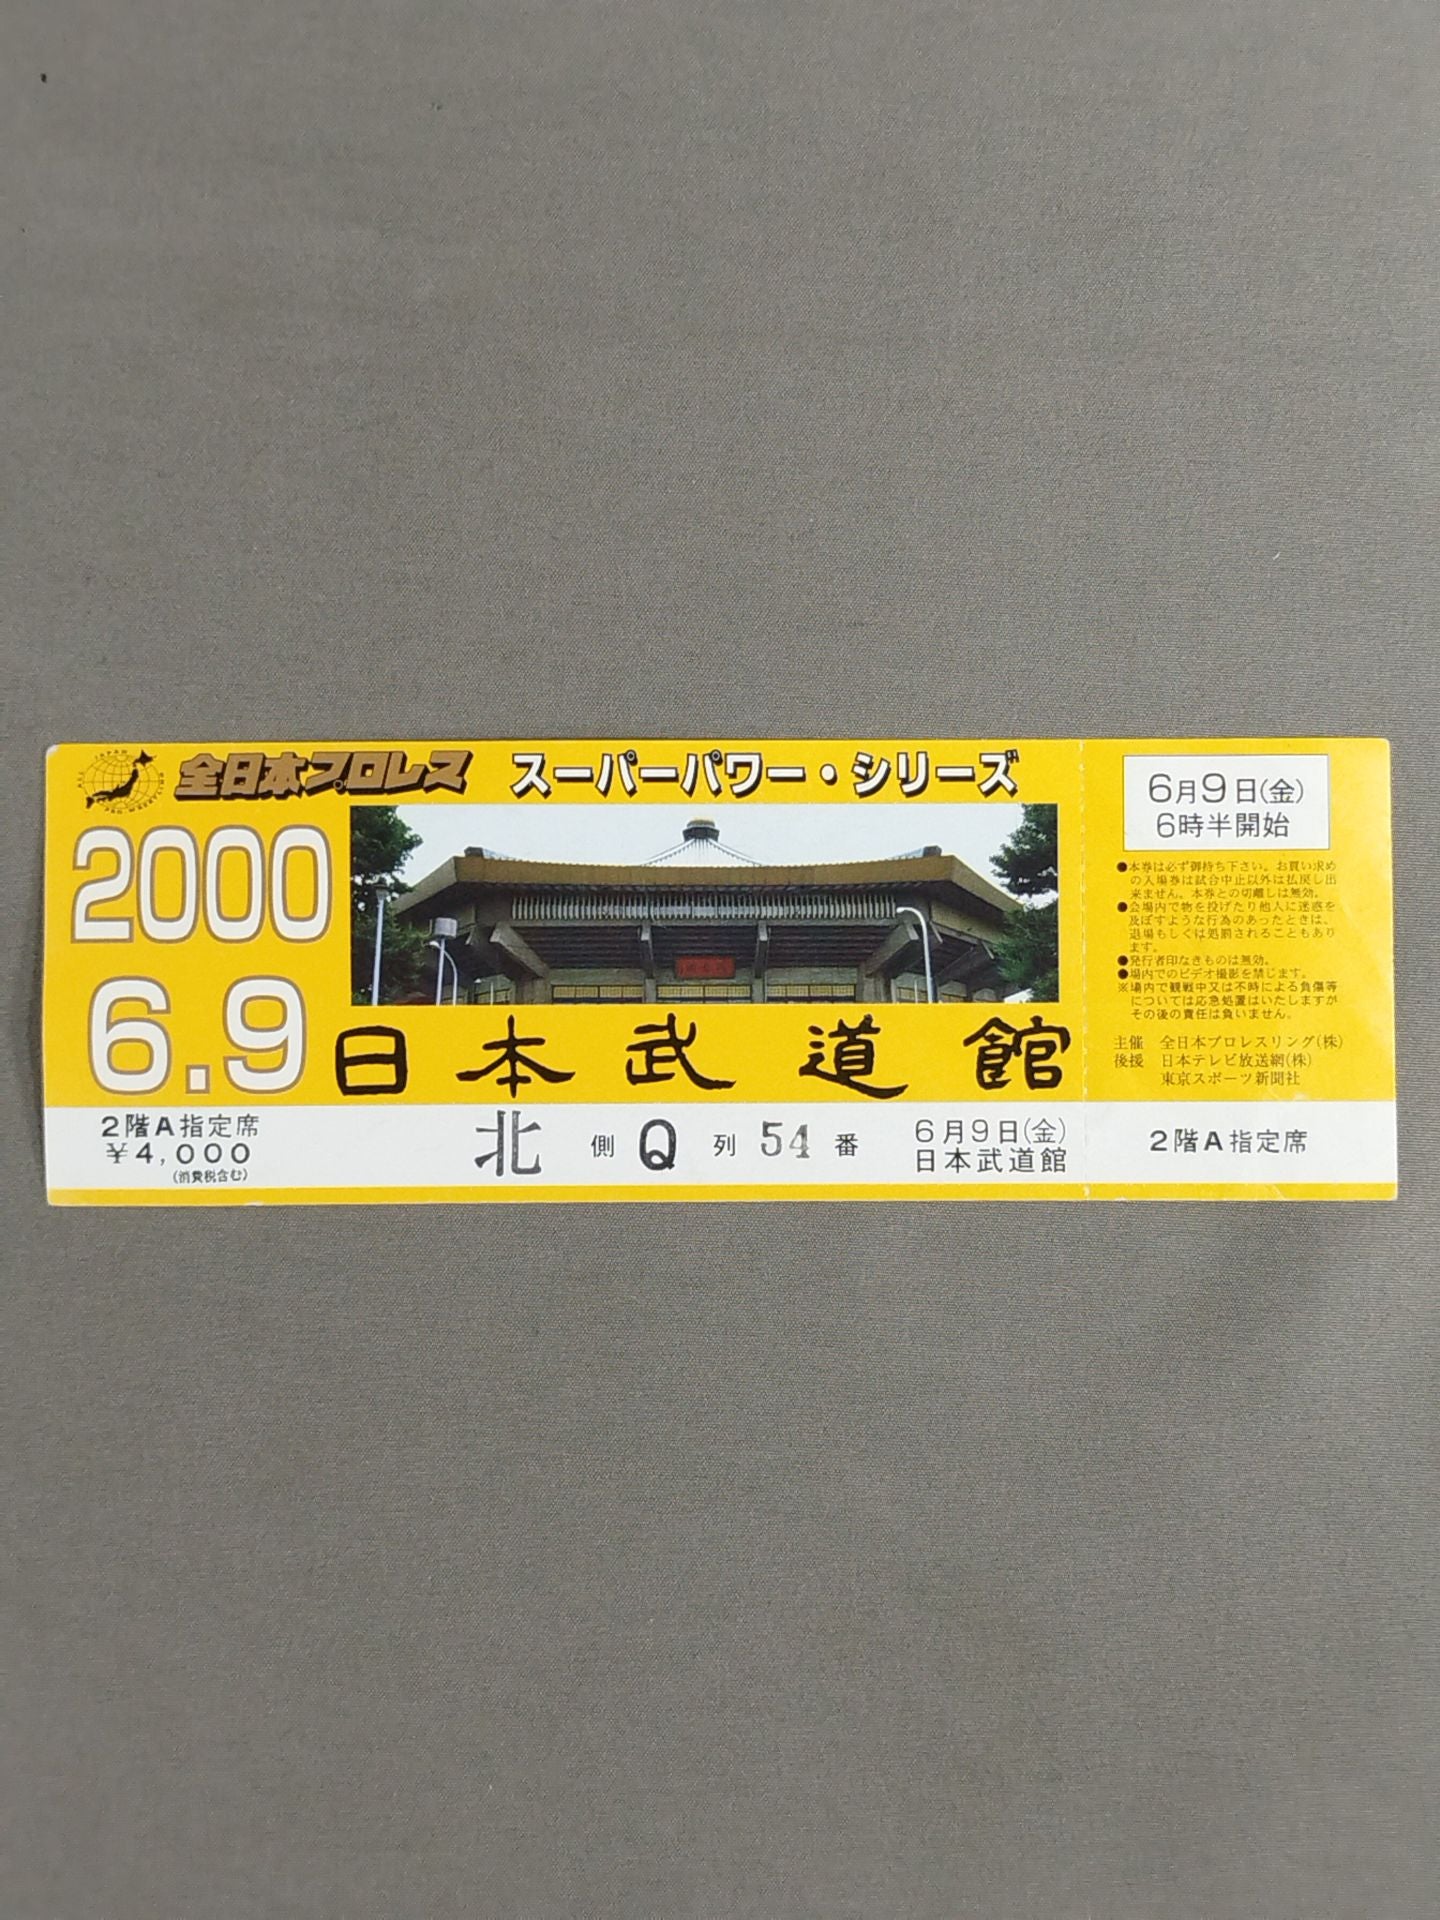 全日本プロレス スーパーパワー・シリーズ
2000
6.9
日本武道館
2階A指定席
¥4,000
(消費税含む)
北 側 Q 列 54 番
6月9日(金)
日本武道館
6月9日(金)
6時半開始
●本券は必ず御持ち下さい。お買い求め
の入場券は試合中止以外は払戻し出
来ません。本券との切離しは無効。
●会場内で物を投げたり他人に迷惑を
及ぼすような行為のあったときは、
退場もしくは処罰されることもあり
ます。
●発行者印なきものは無効。
●場内でのビデオ撮影を禁じます。
※場内で観戦中又は不時による負傷等
については応急処置はいたしますが
その後の責任は負いません。
主催 全日本プロレスリング(株)
後援 日本テレビ放送網(株)
東京スポーツ新聞社
2階A指定席